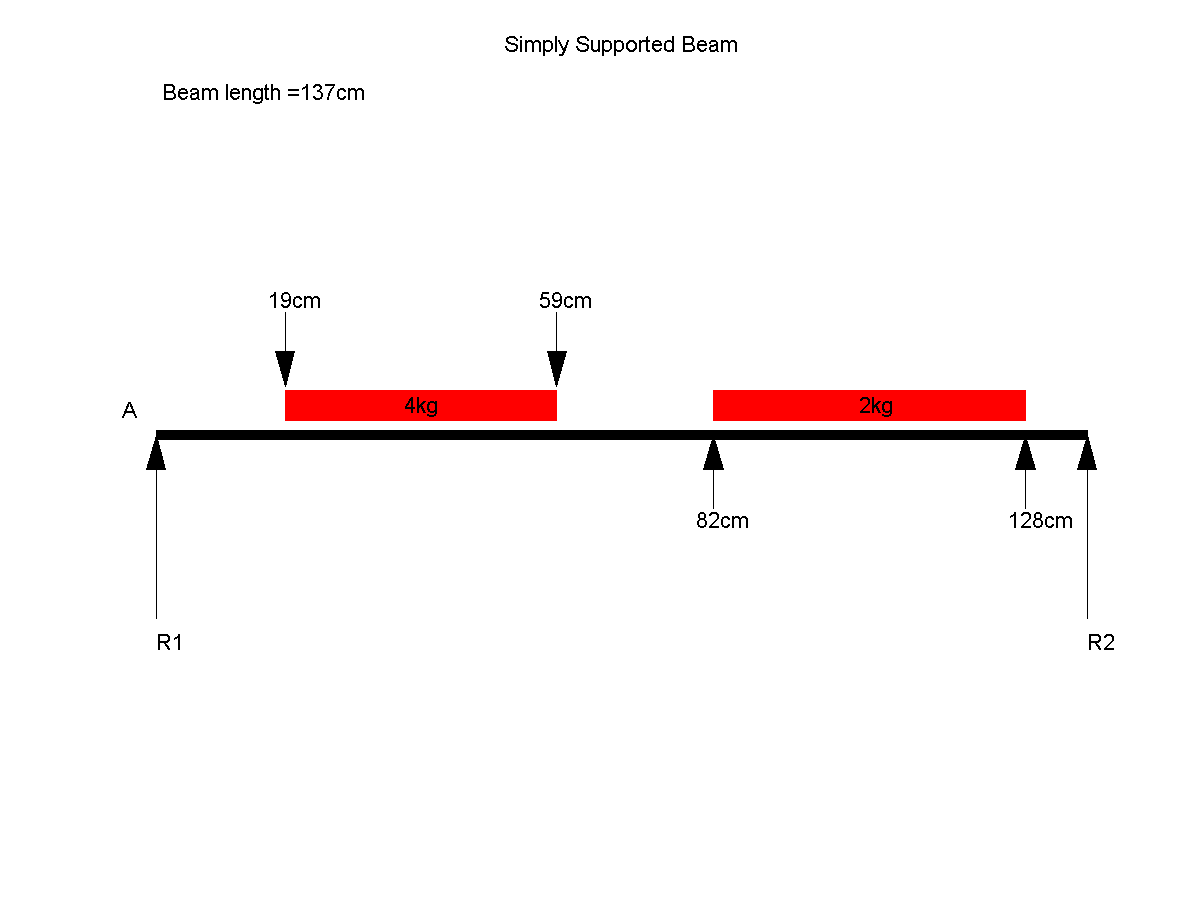 Simply Supported Beam
Beam length =137cm
19cm
59cm
A
4kg
2kg
82cm
128cm
R1
R2